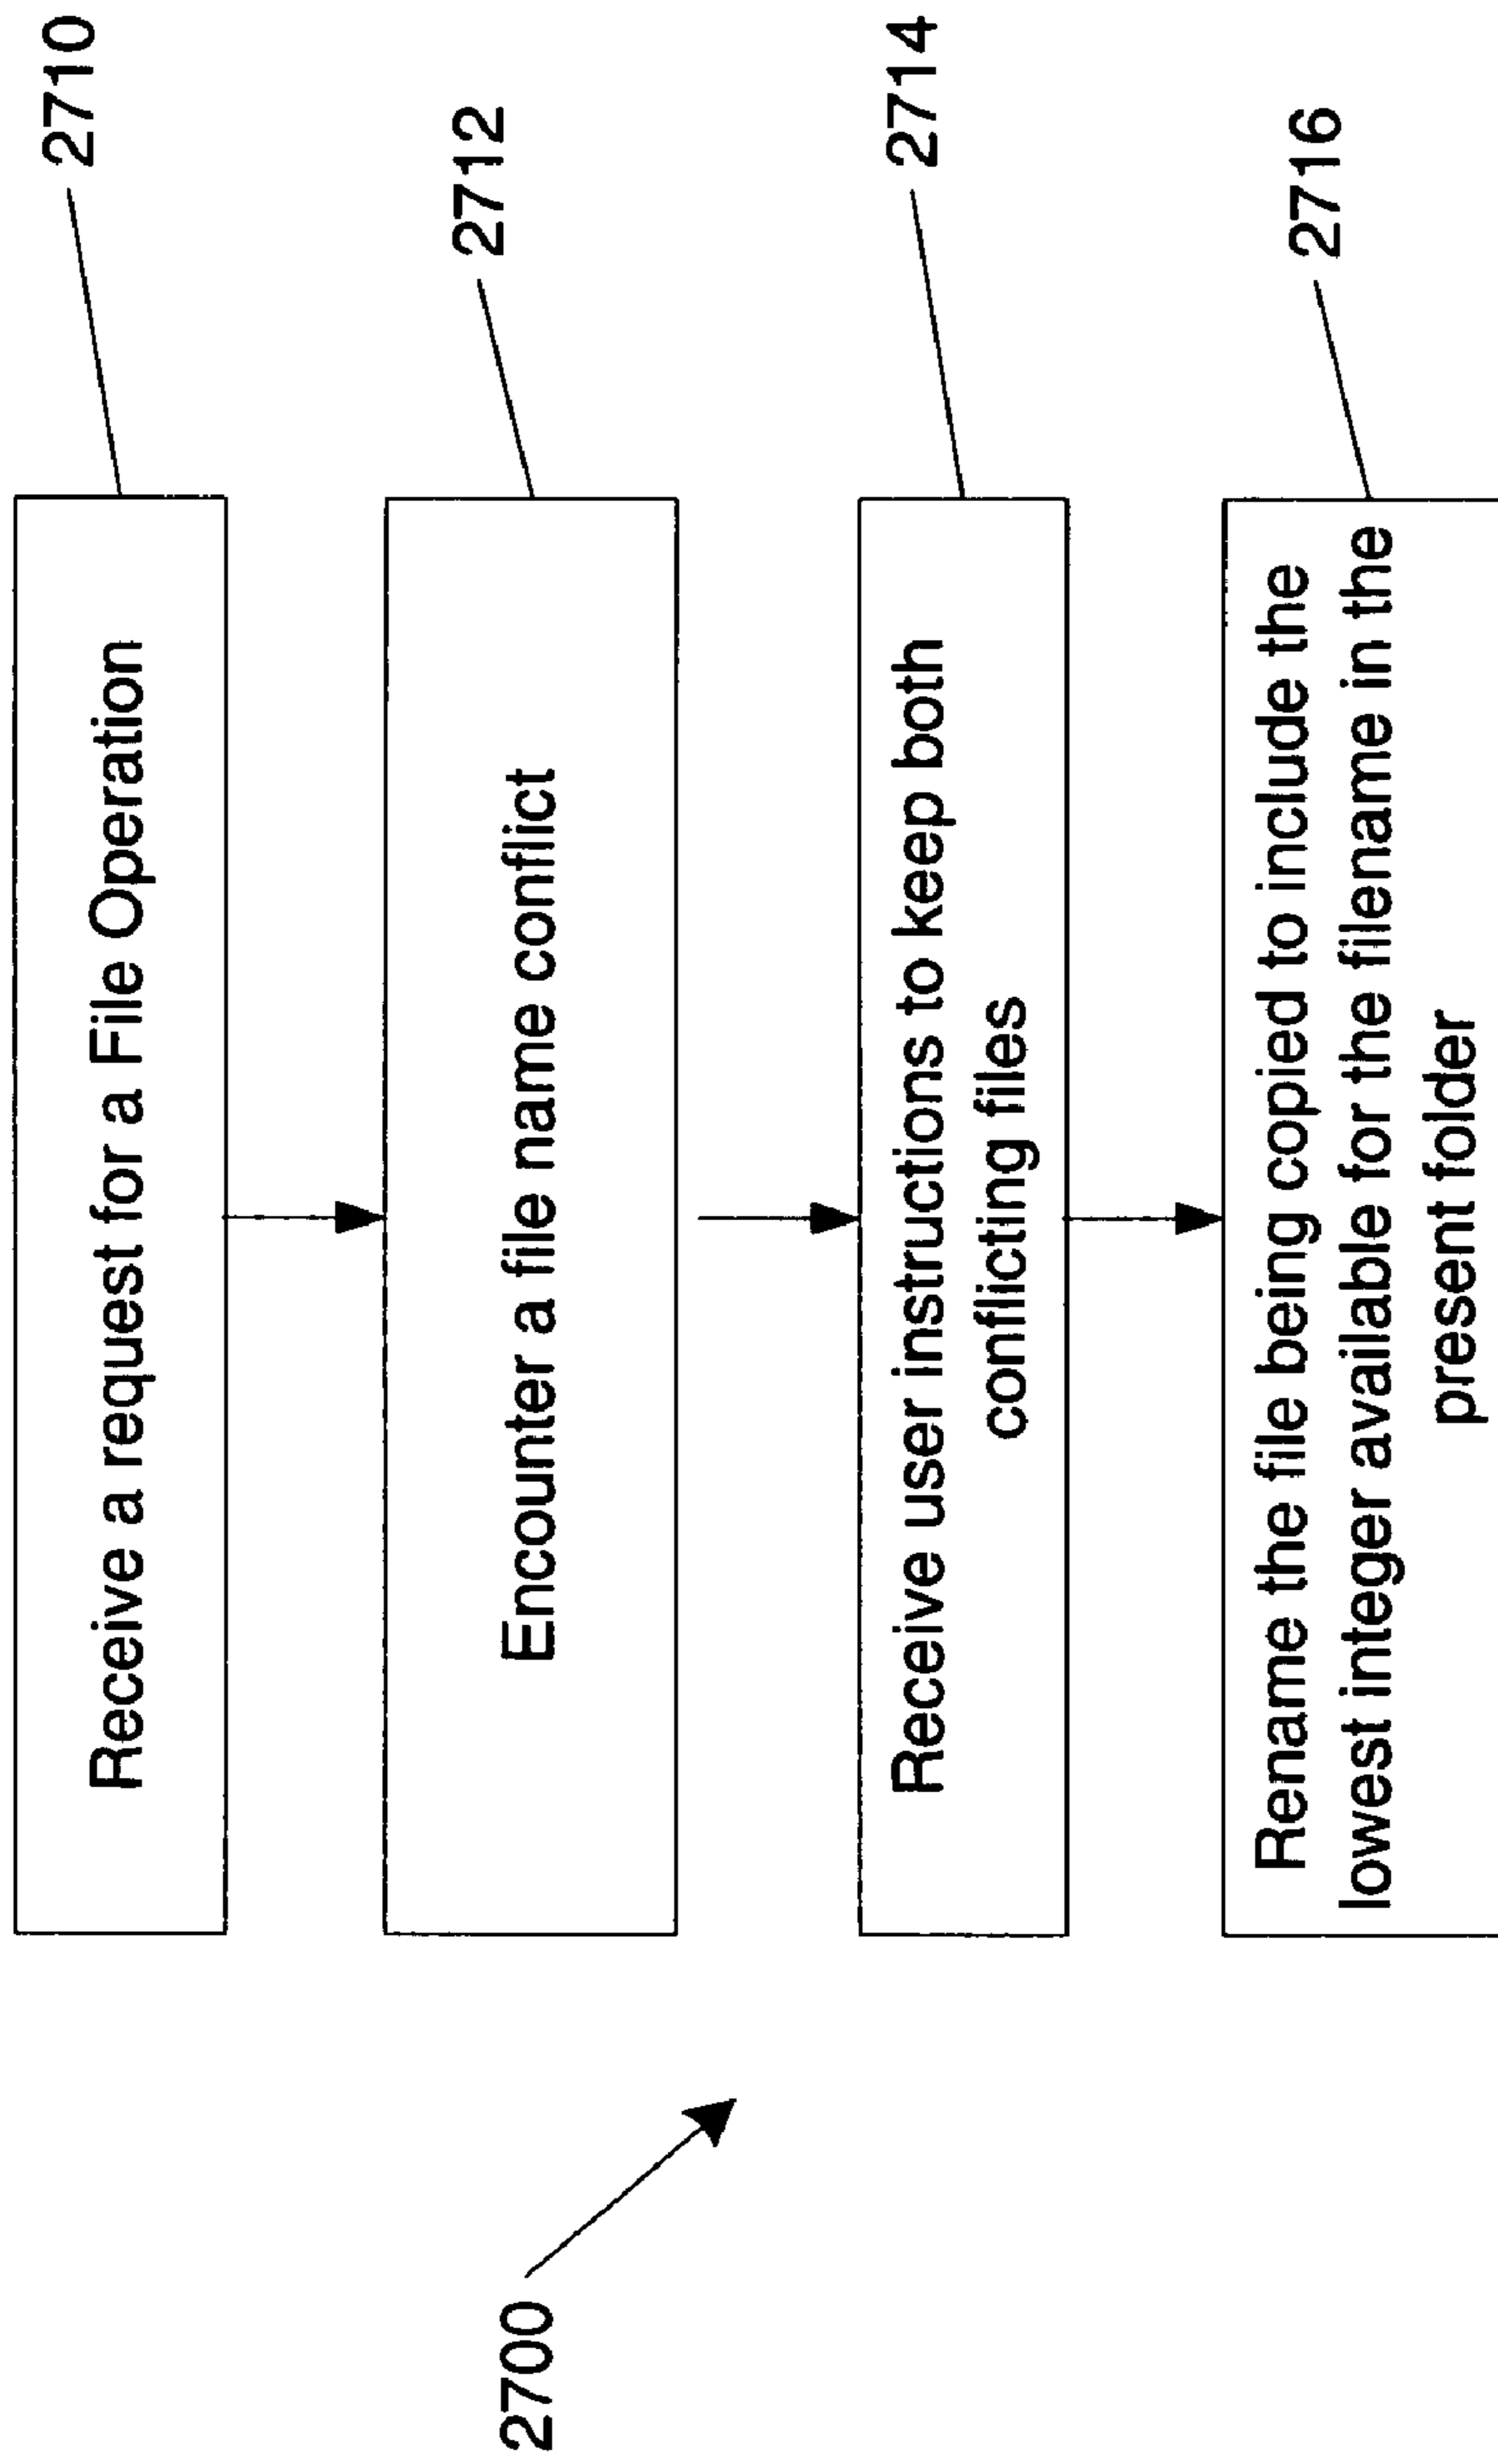 2710
Receive a request for a File Operation
2712
Encounter a file name conflict
2714
Receive user instructions to keep both
conflicting files
2716
Rename the file being copied to include the
lowest integer available for the filename in the
present folder
2700